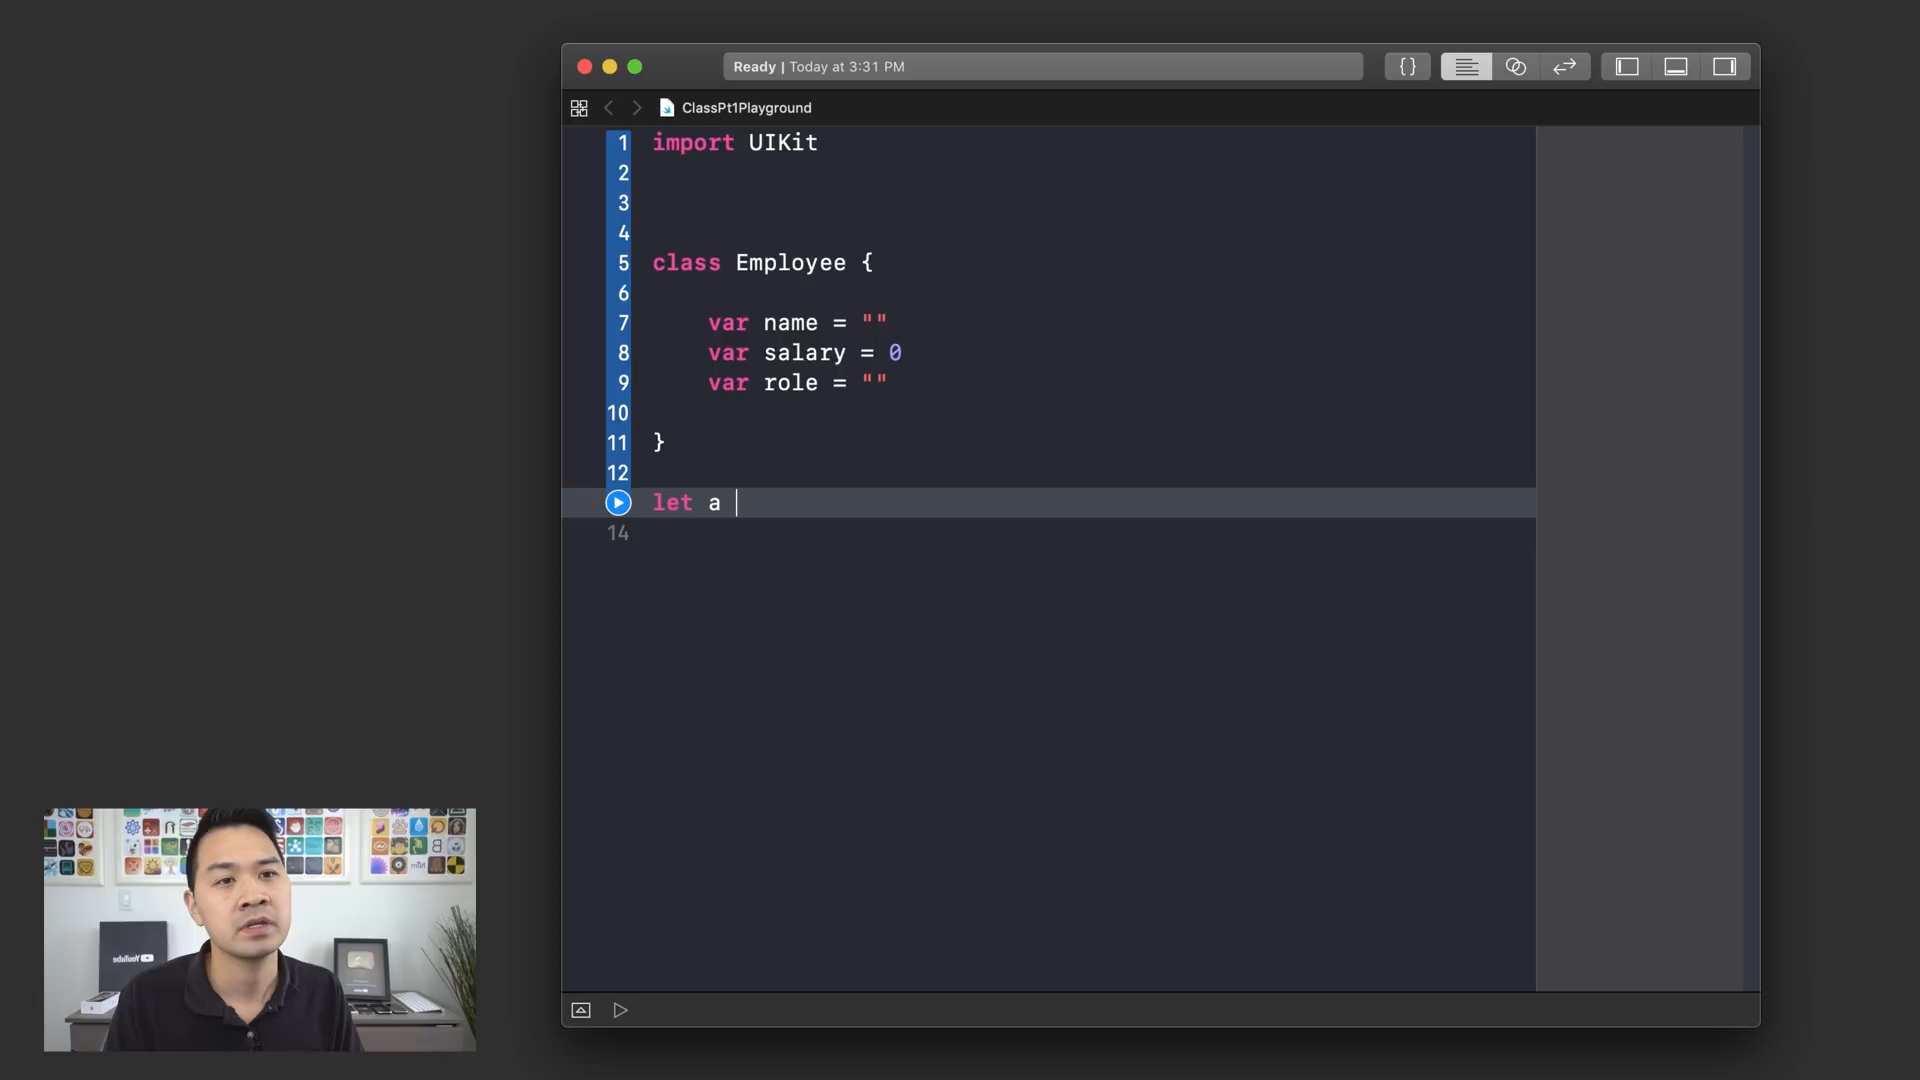 Ready | Today at 3:31 PM
{}
ClassPt1Playground
1 import UIKit
2
3
4
5 class Employee {
6
7 var name = ""
8 var salary = 0
9 var role = ""
10
11 }
12
let a
14
YouTube